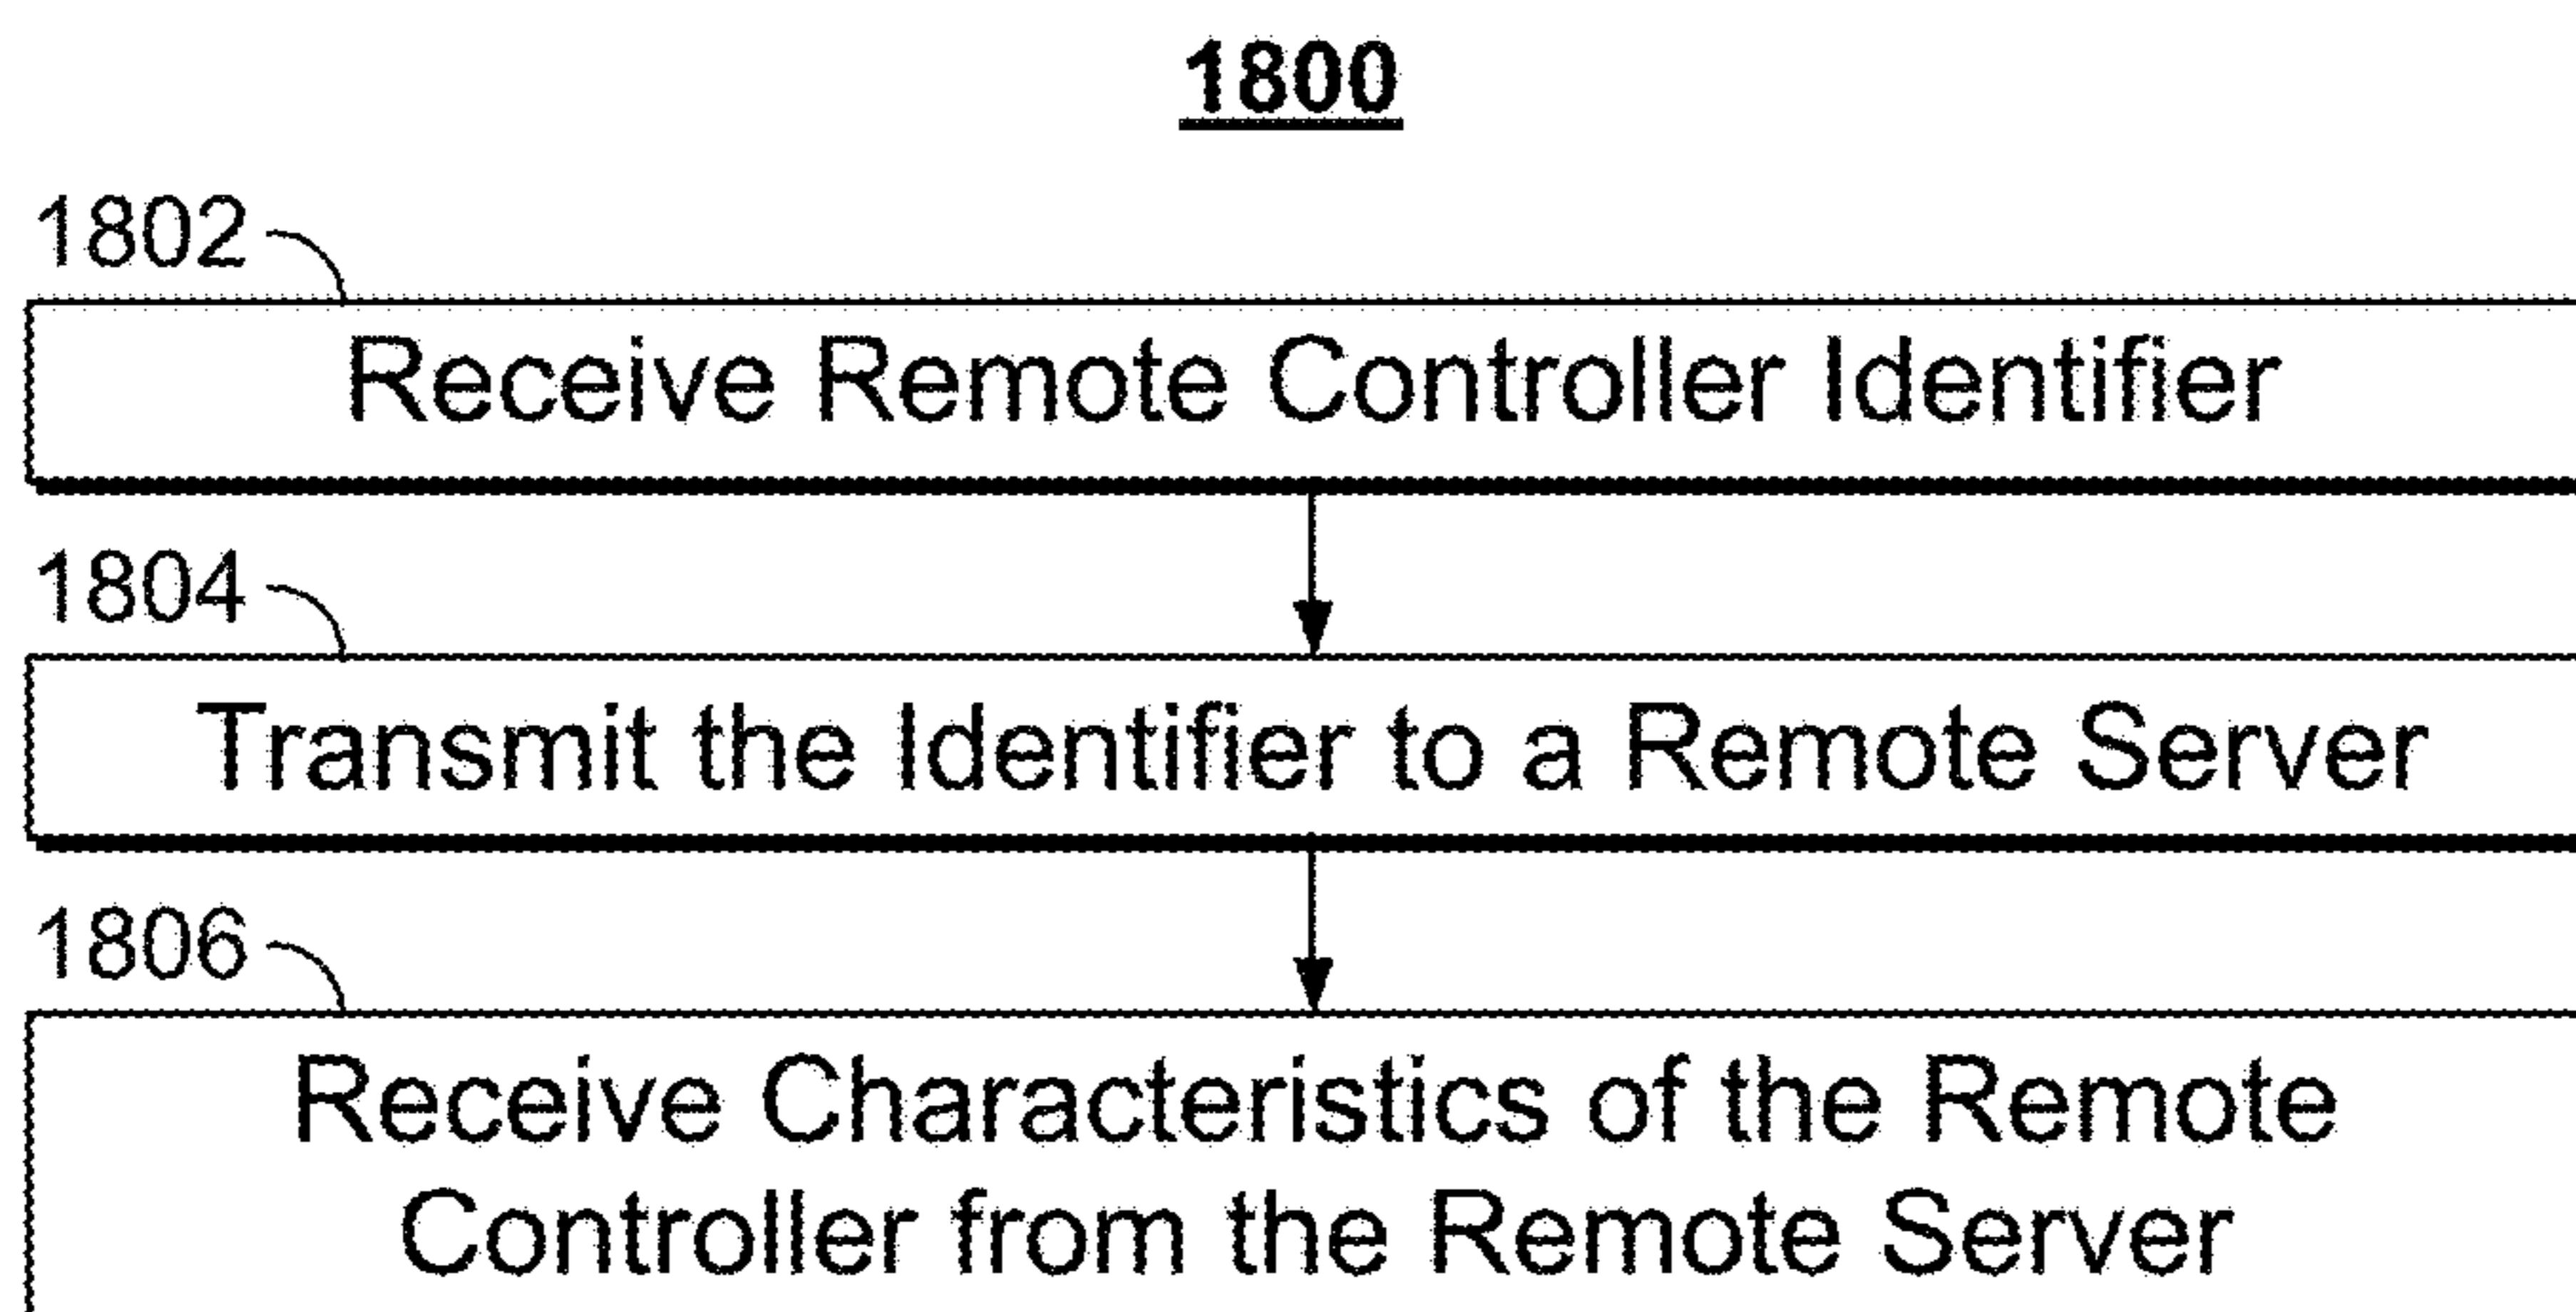 1800
1802
Receive Remote Controller Identifier
1804
Transmit the Identifier to a Remote Server
1806
Receive Characteristics of the Remote
Controller from the Remote Server